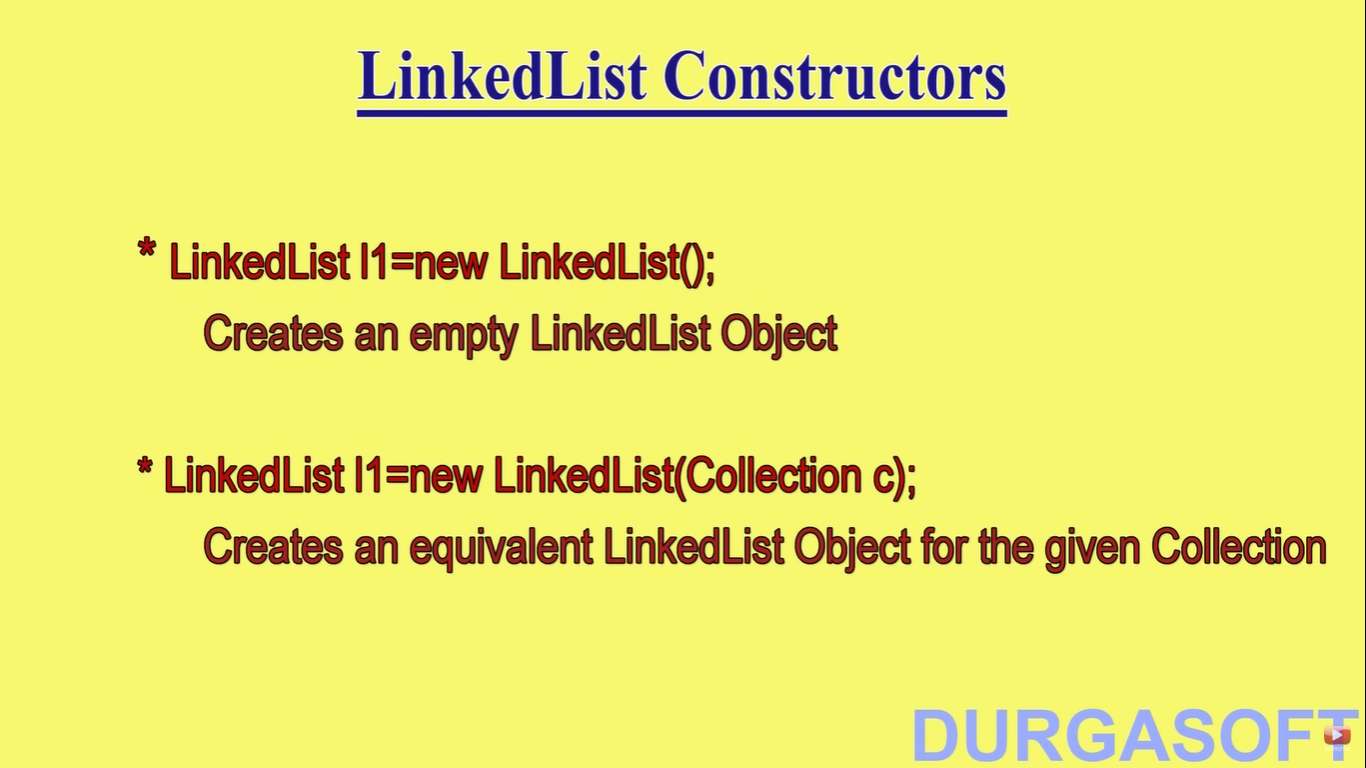 LinkedList Constructors
* LinkedList l1=new LinkedList();
Creates an empty LinkedList Object
* LinkedList l1=new LinkedList(Collection c);
Creates an equivalent LinkedList Object for the given Collection
DURGASOFT